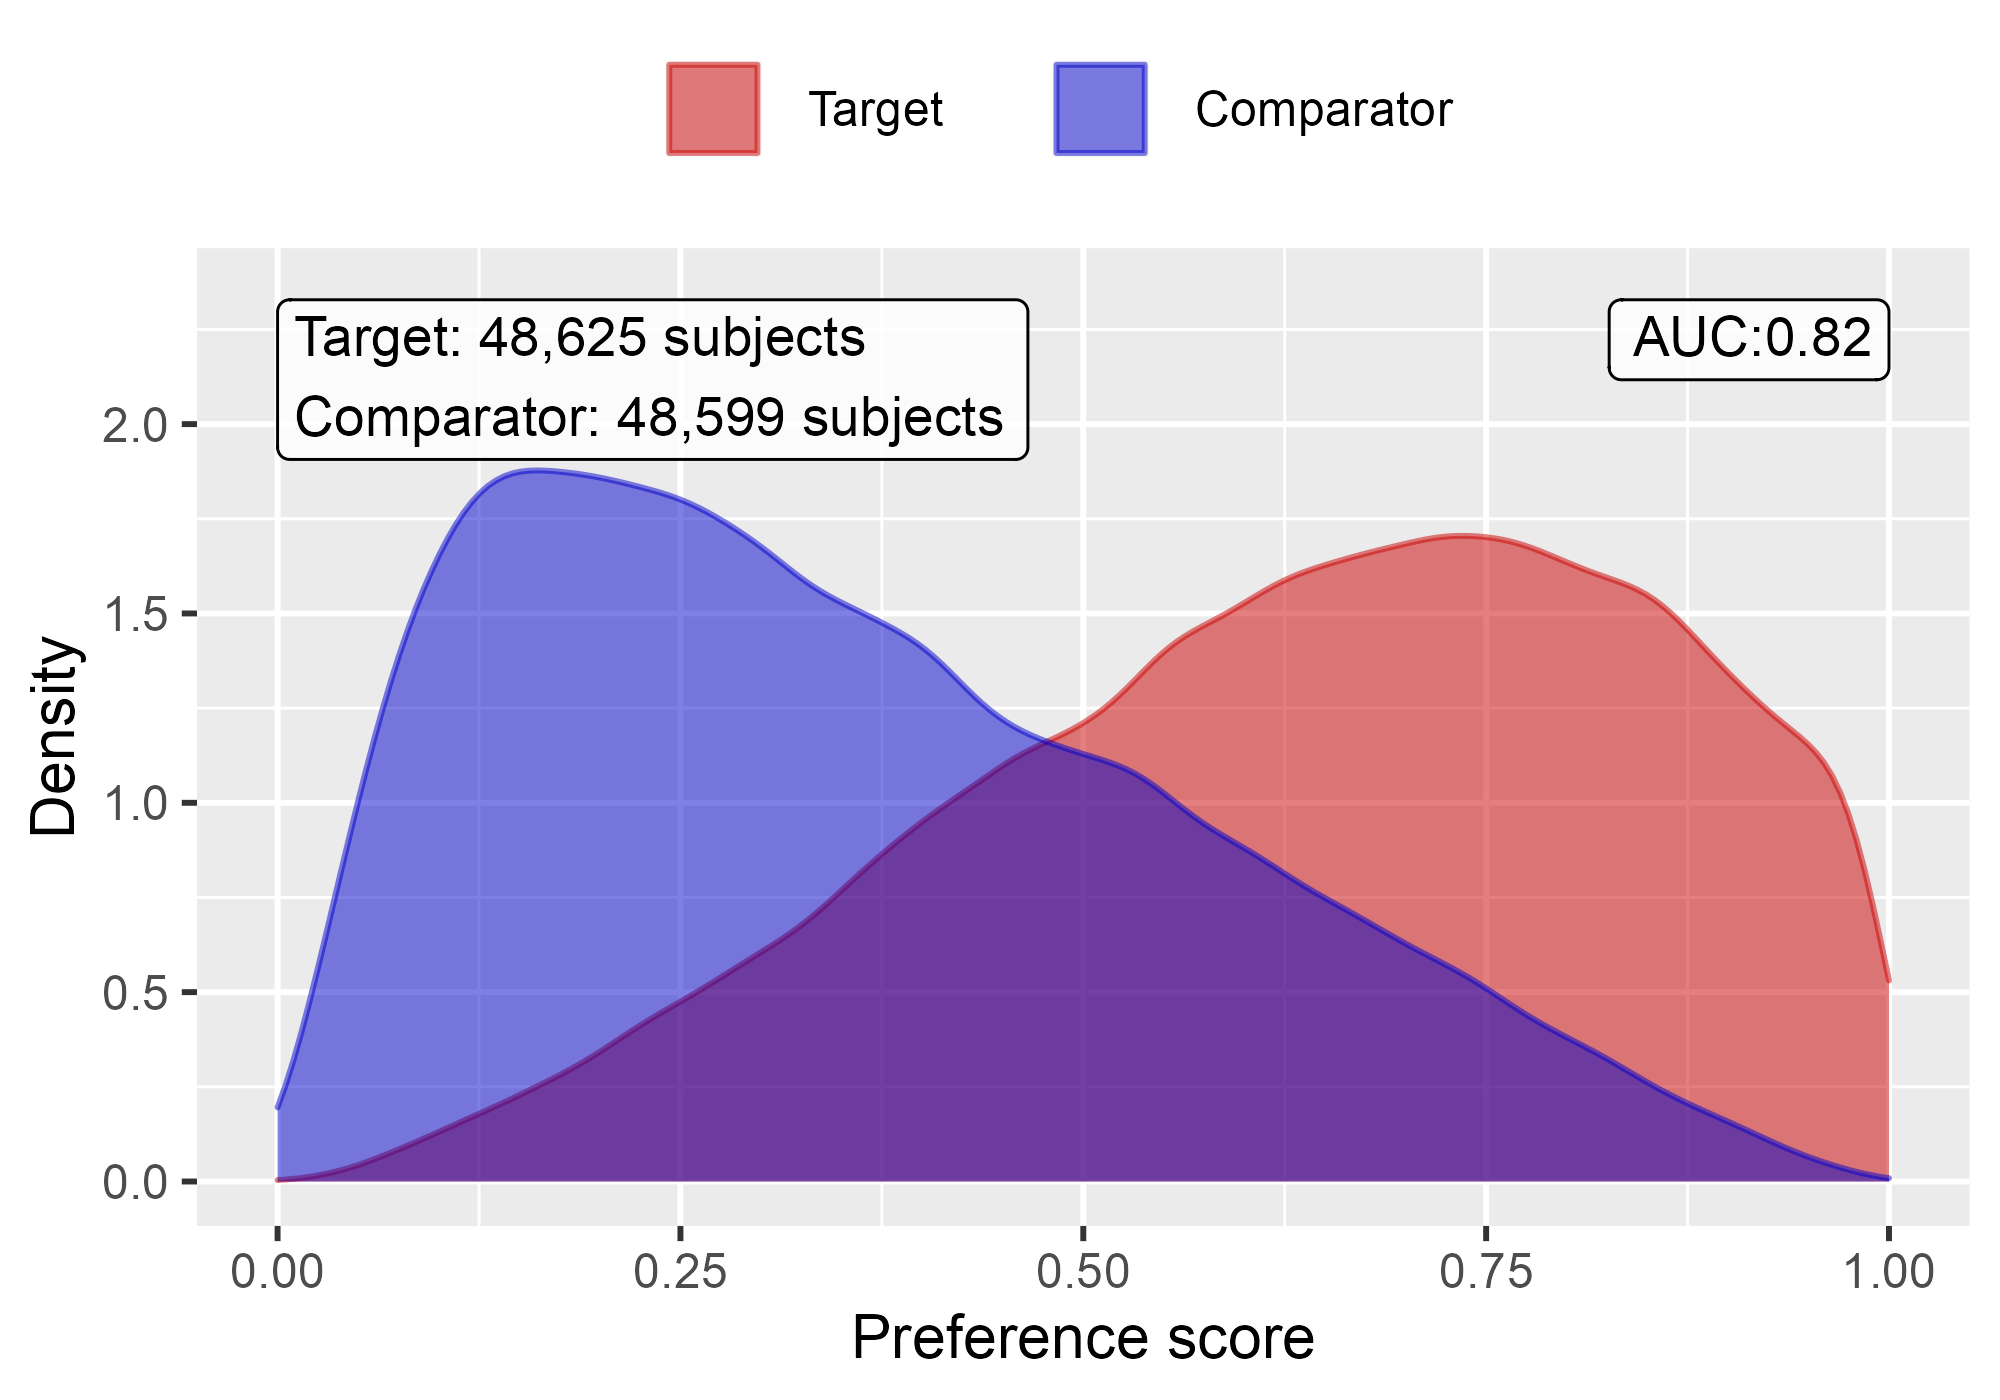 Target
Comparator
Target: 48,625 subjects
Comparator: 48,599 subjects
AUC:0.82
Density
2.0
1.5
1.0
0.5
0.0
0.00
0.25
0.50
0.75
1.00
Preference score